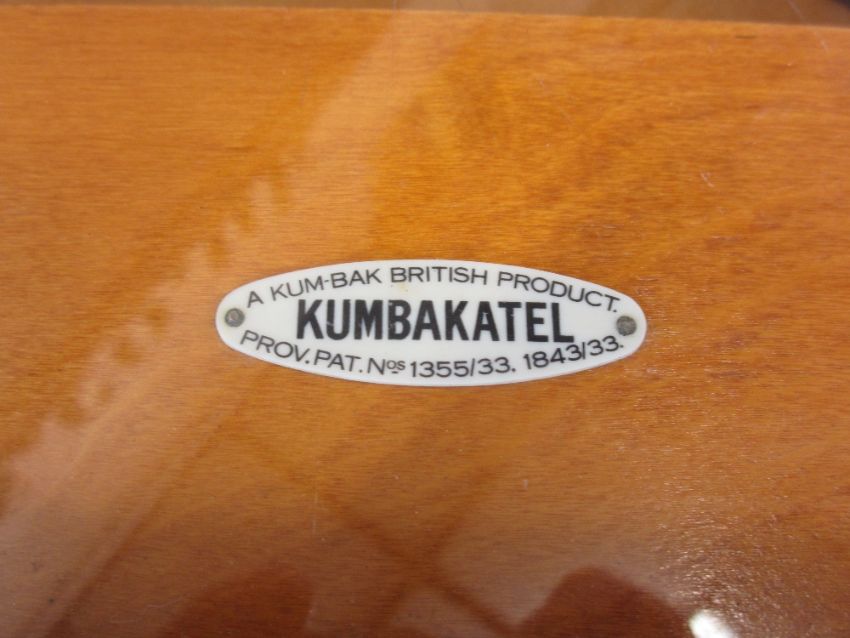 A KUM-BAK BRITISH PRODUCT.
KUMBAKATEL
PROV. PAT. Nos 1355/33. 1843/33.